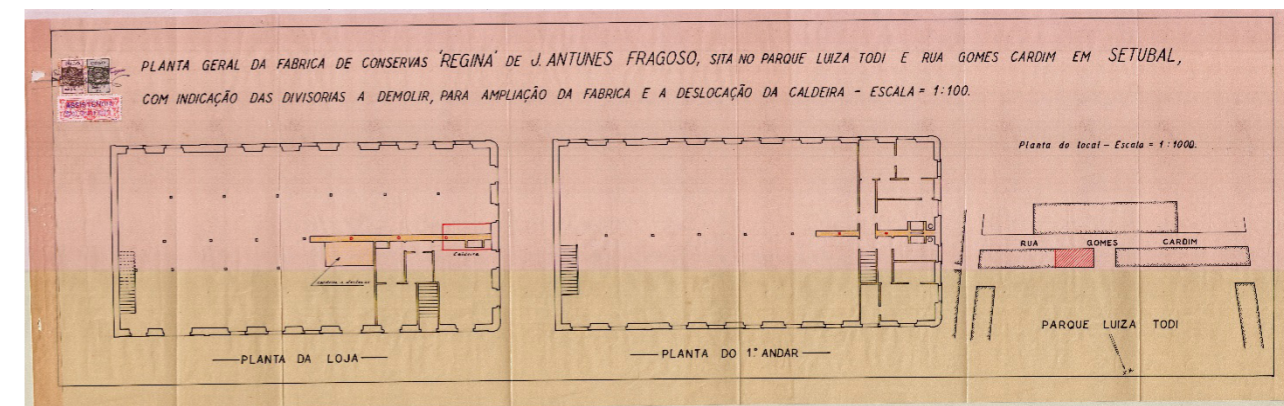 PLANTA GERAL DA FABRICA DE CONSERVAS 'REGINA' DE J. ANTUNES FRAGOSO, SITA NO PARQUE LUIZA TODI E RUA GOMES CARDIM EM SETUBAL,
COM INDICAÇÃO DAS DIVISORIAS A DEMOLIR, PARA AMPLIAÇÃO DA FABRICA E A DESLOCAÇÃO DA CALDEIRA - ESCALA = 1:100.
ASSISTENCIA
Planta do local - Escala = 1:1000.
Caldeira
RUA GOMES CARDIM
PARQUE LUIZA TODI
PLANTA DA LOJA
PLANTA DO 1.º ANDAR